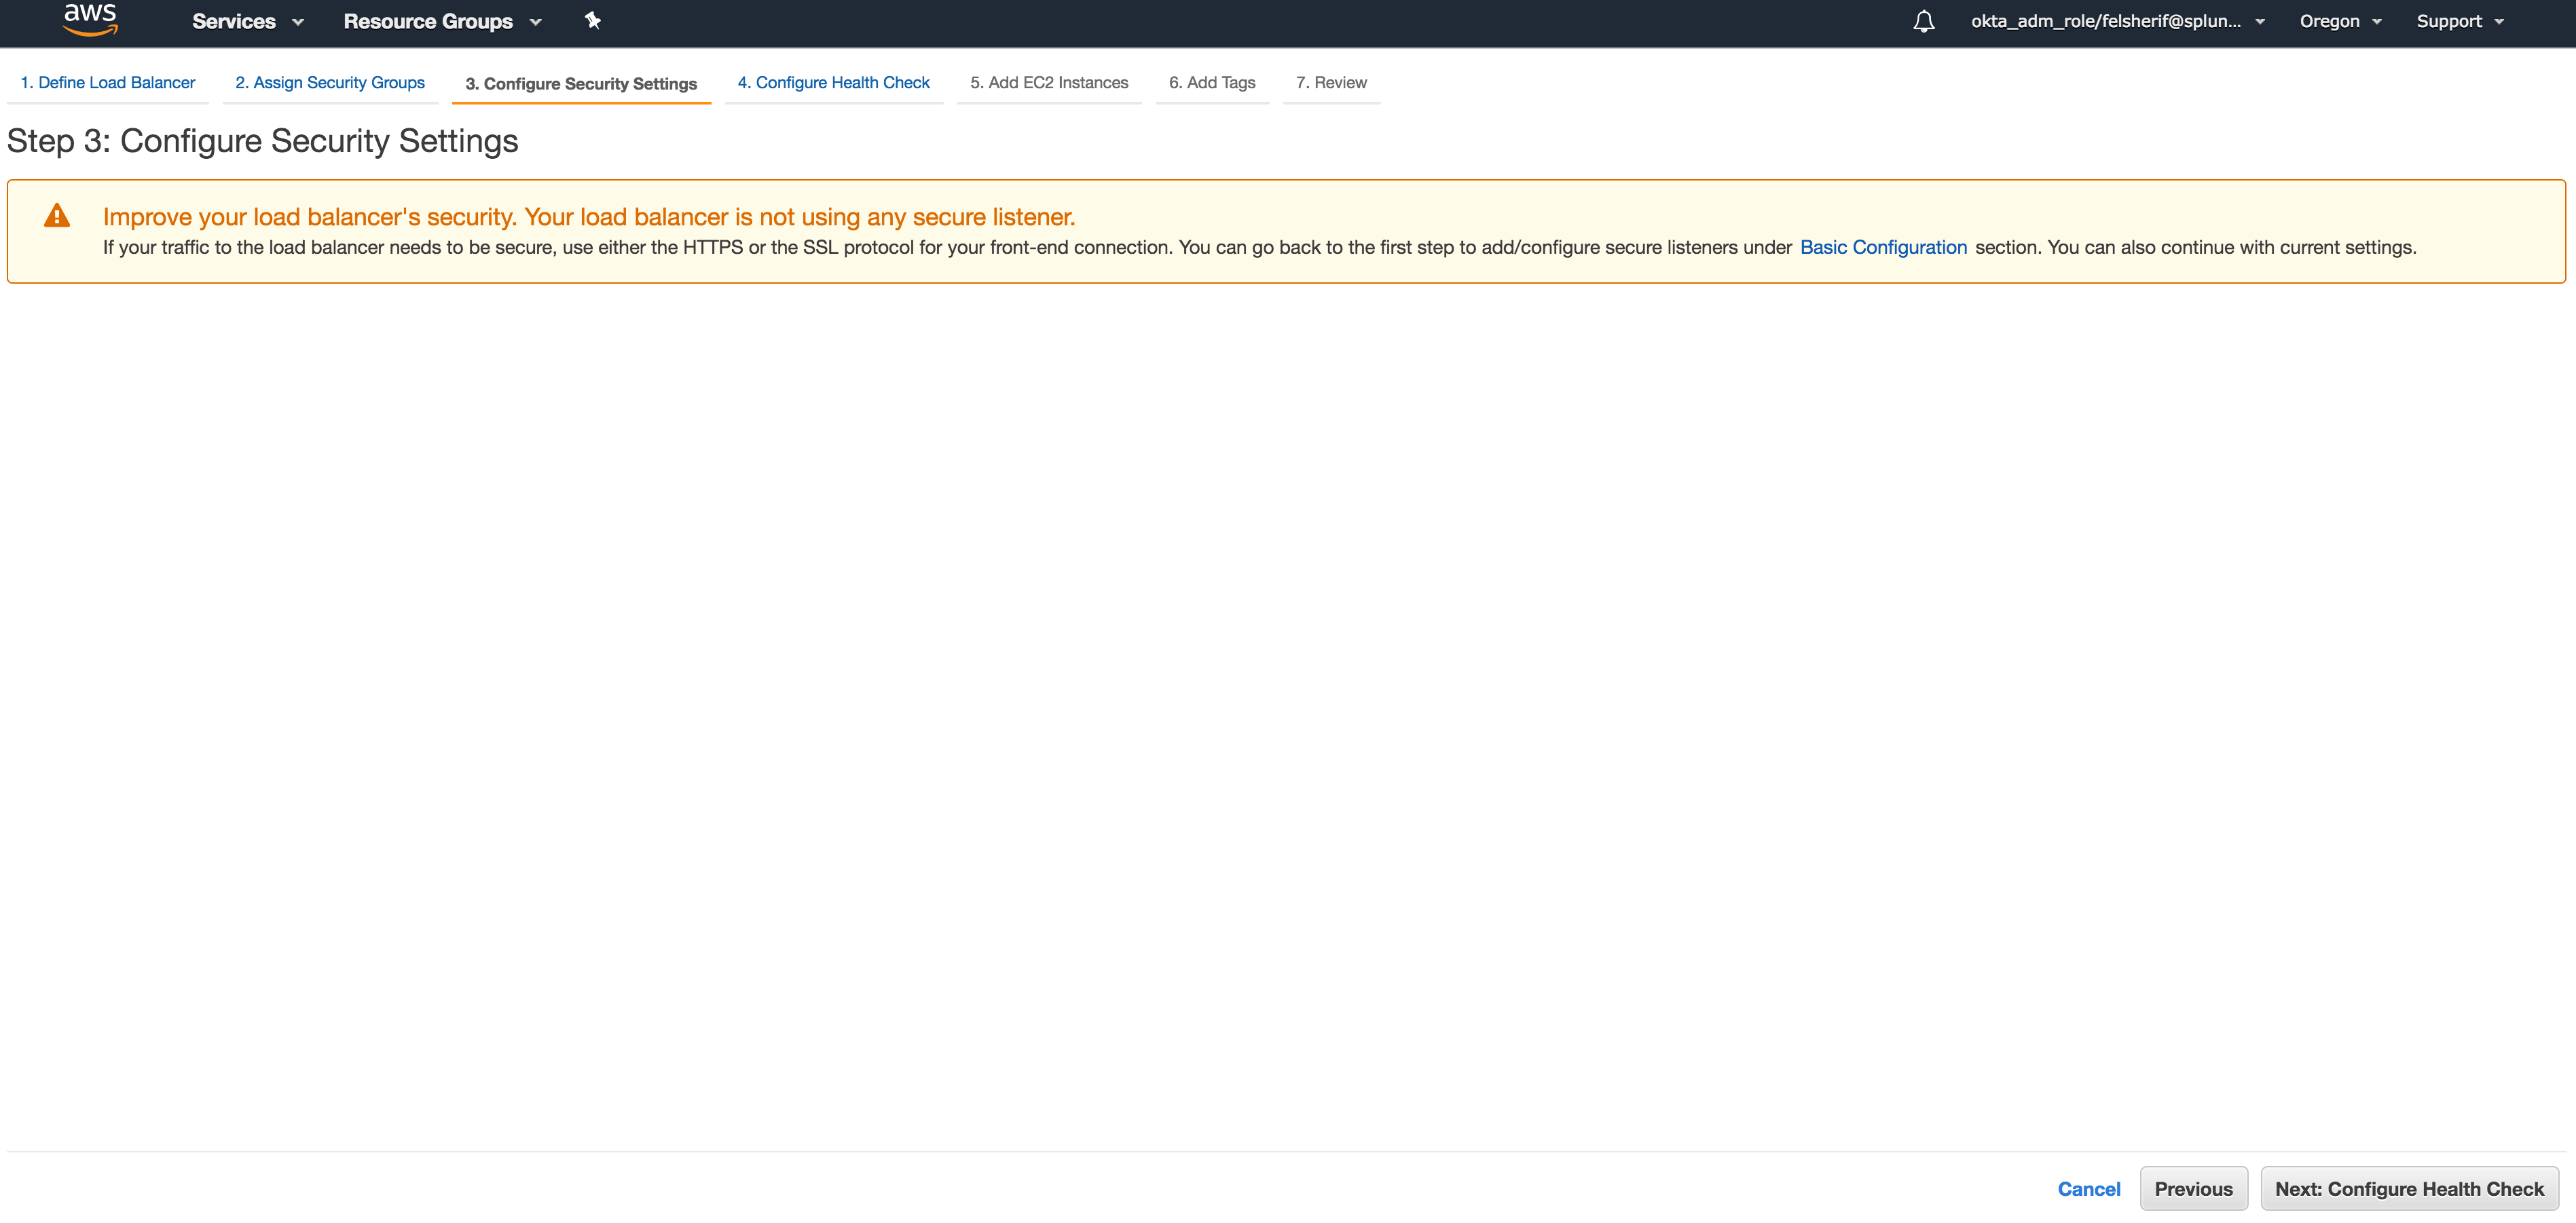 aws Services Resource Groups okta_adm_role/felsherif@splun... Oregon Support
1. Define Load Balancer 2. Assign Security Groups 3. Configure Security Settings 4. Configure Health Check 5. Add EC2 Instances 6. Add Tags 7. Review
Step 3: Configure Security Settings
Improve your load balancer's security. Your load balancer is not using any secure listener.
If your traffic to the load balancer needs to be secure, use either the HTTPS or the SSL protocol for your front-end connection. You can go back to the first step to add/configure secure listeners under Basic Configuration section. You can also continue with current settings.
Cancel Previous Next: Configure Health Check